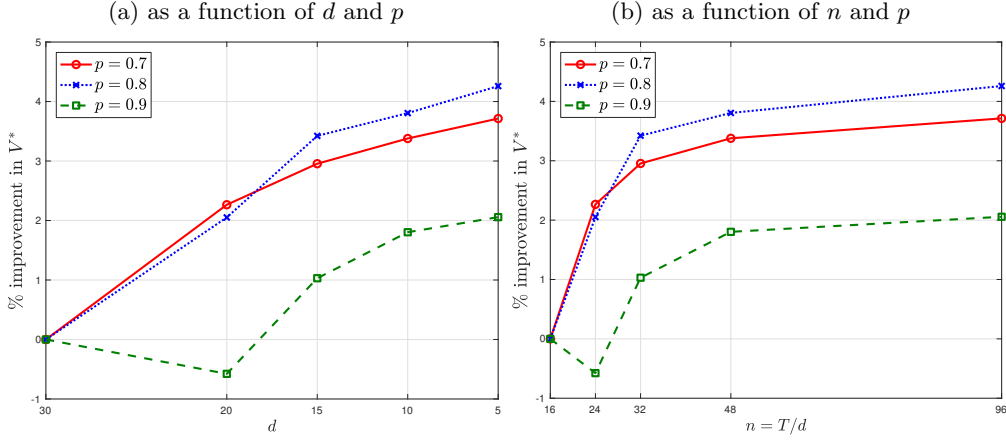 (a) as a function of d and p
5
4
3
2
1
0
-1
% improvement in V*
p = 0.7
p = 0.8
p = 0.9
30
20
15
10
5
d
(b) as a function of n and p
5
4
3
2
1
0
-1
% improvement in V*
p = 0.7
p = 0.8
p = 0.9
16
24
32
48
96
n = T/d